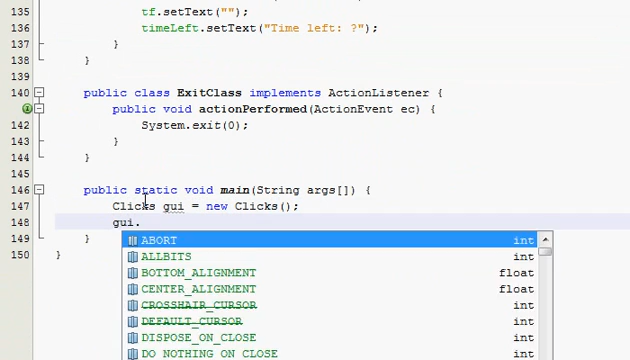 135 tf.setText("");
136 timeLeft.setText("Time left: ?");
137 }
138 }
139
140 public class ExitClass implements ActionListener {
public void actionPerformed(ActionEvent ec) {
142 System.exit(0);
143 }
144 }
145
146 public static void main(String args[]) {
147 Clicks gui = new Clicks();
148 gui.
149 }
150 }
ABORT int
ALLBITS int
BOTTOM_ALIGNMENT float
CENTER_ALIGNMENT float
CROSSHAIR_CURSOR int
DEFAULT_CURSOR int
DISPOSE_ON_CLOSE int
DO_NOTHING_ON_CLOSE int